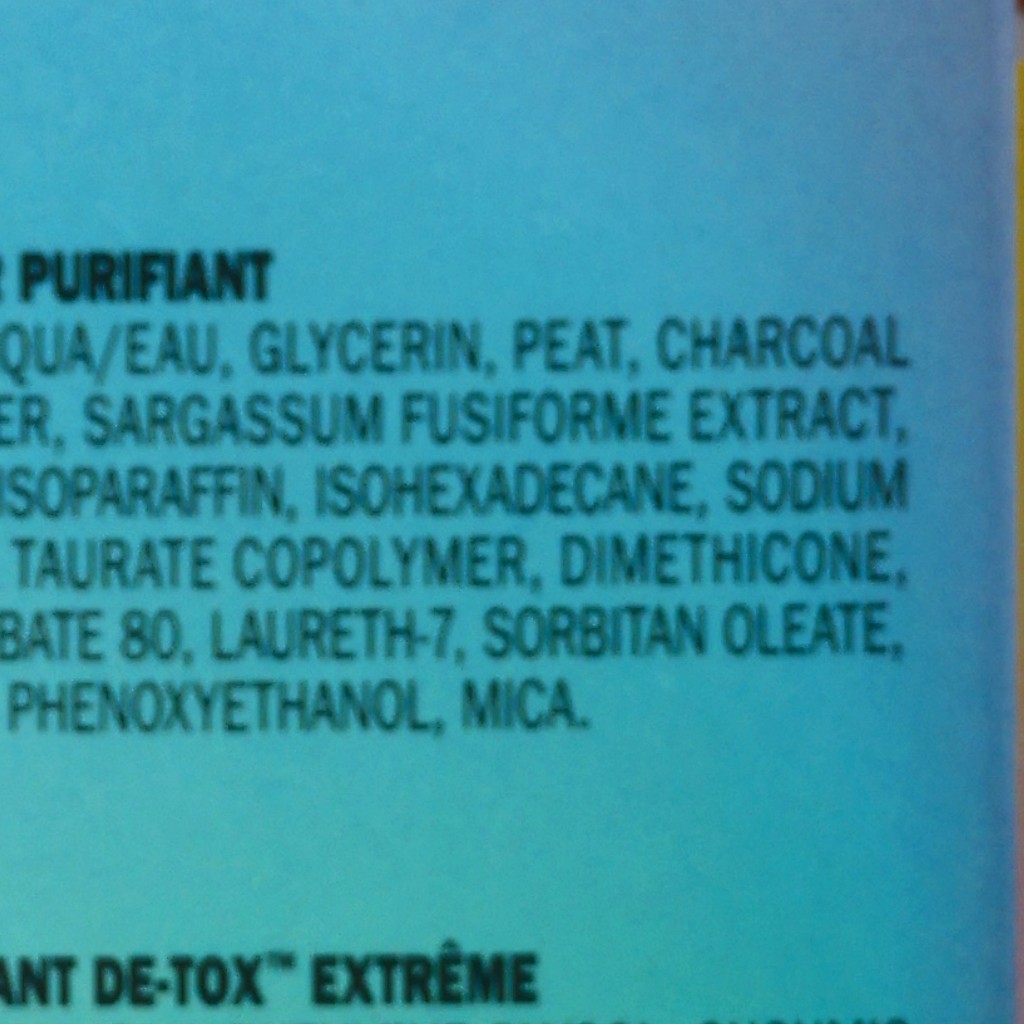 PURIFIANT
QUA/EAU, GLYCERIN, PEAT, CHARCOAL
ER, SARGASSUM FUSIFORME EXTRACT,
ISOPARAFFIN, ISOHEXADECANE, SODIUM
TAURATE COPOLYMER, DIMETHICONE,
BATE 80, LAURETH-7, SORBITAN OLEATE,
PHENOXYETHANOL, MICA.
ANT DE-TOX™ EXTRÊME